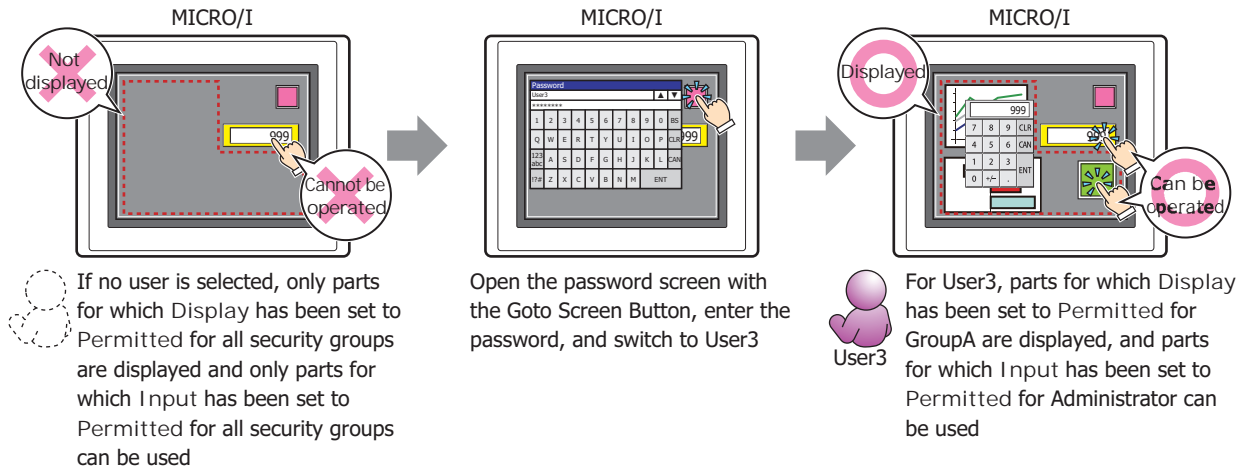 MICRO/I
Not
displayed
999
Cannot be
operated
If no user is selected, only parts
for which Display has been set to
Permitted for all security groups
are displayed and only parts for
which Input has been set to
Permitted for all security groups
can be used
MICRO/I
Password
User3
▲ ▼
********
1 2 3 4 5 6 7 8 9 0 BS
Q W E R T Y U I O P CLR
123
abc A S D F G H J K L CAN
!?# Z X C V B N M ENT
999
Open the password screen with
the Goto Screen Button, enter the
password, and switch to User3
MICRO/I
Displayed
999
7 8 9 CLR
4 5 6 CAN
1 2 3 ENT
0 +/- .
Can be
operated
User3
For User3, parts for which Display
has been set to Permitted for
GroupA are displayed, and parts
for which Input has been set to
Permitted for Administrator can
be used